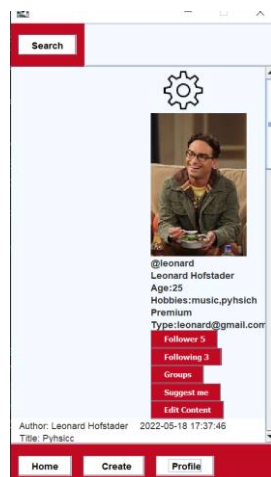 Search
@leonard
Leonard Hofstader
Age:25
Hobbies:music,pyhsich
Premium
Type:leonard@gmail.com
Follower 5
Following 3
Groups
Suggest me
Edit Content
Author: Leonard Hofstader 2022-05-18 17:37:46
Title: Pyhsicc
Home Create Profile